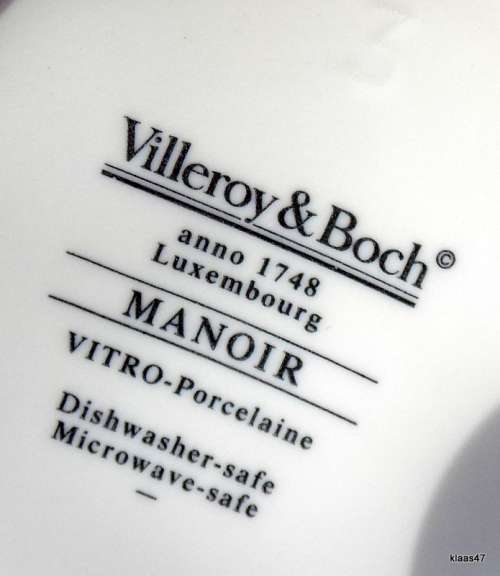 Villeroy & Boch ©
anno 1748
Luxembourg
MANOIR
VITRO-Porcelaine
Dishwasher-safe
Microwave-safe
klaas47